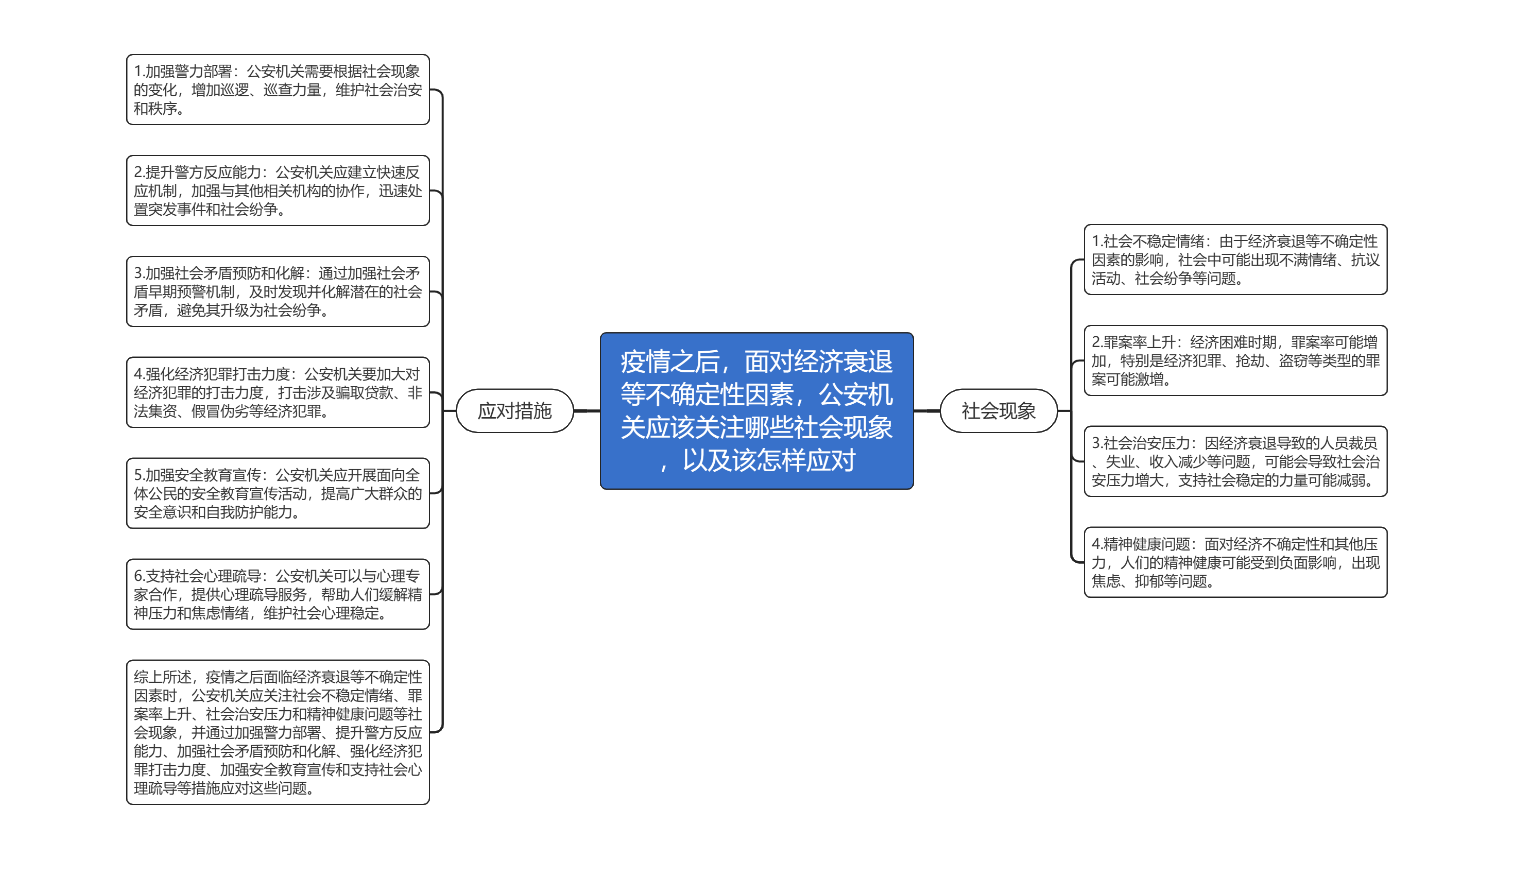 疫情之后，面对经济衰退
等不确定性因素，公安机
关应该关注哪些社会现象
，以及该怎样应对
社会现象
1.社会不稳定情绪：由于经济衰退等不确定性
因素的影响，社会中可能出现不满情绪、抗议
活动、社会纷争等问题。
2.罪案率上升：经济困难时期，罪案率可能增
加，特别是经济犯罪、抢劫、盗窃等类型的罪
案可能激增。
3.社会治安压力：因经济衰退导致的人员裁员
、失业、收入减少等问题，可能会导致社会治
安压力增大，支持社会稳定的力量可能减弱。
4.精神健康问题：面对经济不确定性和其他压
力，人们的精神健康可能受到负面影响，出现
焦虑、抑郁等问题。
应对措施
1.加强警力部署：公安机关需要根据社会现象
的变化，增加巡逻、巡查力量，维护社会治安
和秩序。
2.提升警方反应能力：公安机关应建立快速反
应机制，加强与其他相关机构的协作，迅速处
置突发事件和社会纷争。
3.加强社会矛盾预防和化解：通过加强社会矛
盾早期预警机制，及时发现并化解潜在的社会
矛盾，避免其升级为社会纷争。
4.强化经济犯罪打击力度：公安机关要加大对
经济犯罪的打击力度，打击涉及骗取贷款、非
法集资、假冒伪劣等经济犯罪。
5.加强安全教育宣传：公安机关应开展面向全
体公民的安全教育宣传活动，提高广大群众的
安全意识和自我防护能力。
6.支持社会心理疏导：公安机关可以与心理专
家合作，提供心理疏导服务，帮助人们缓解精
神压力和焦虑情绪，维护社会心理稳定。
综上所述，疫情之后面临经济衰退等不确定性
因素时，公安机关应关注社会不稳定情绪、罪
案率上升、社会治安压力和精神健康问题等社
会现象，并通过加强警力部署、提升警方反应
能力、加强社会矛盾预防和化解、强化经济犯
罪打击力度、加强安全教育宣传和支持社会心
理疏导等措施应对这些问题。